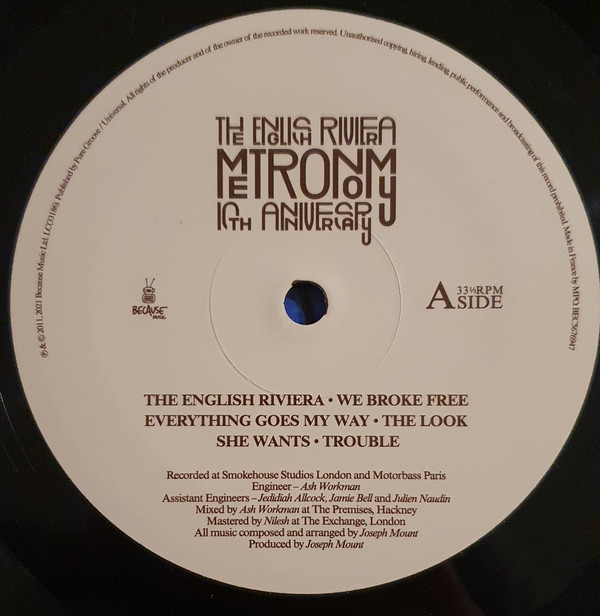 ℗ & © 2011, 2021 Because Music Ltd. LC33186. Published by Pure Groove / Universal. All rights of the producer and of the owner of the recorded work reserved. Unauthorised copying, hiring, lending, public performance and broadcasting of this record prohibited. Made in France by MPO. BEC5676947
THE ENGLISH RIVIERA
METRONOMY
10TH ANNIVERSARY
BECAUSE
MUSIC
A 33⅓RPM
SIDE
THE ENGLISH RIVIERA • WE BROKE FREE
EVERYTHING GOES MY WAY • THE LOOK
SHE WANTS • TROUBLE
Recorded at Smokehouse Studios London and Motorbass Paris
Engineer – Ash Workman
Assistant Engineers – Jedidiah Allcock, Jamie Bell and Julien Naudin
Mixed by Ash Workman at The Premises, Hackney
Mastered by Nilesh at The Exchange, London
All music composed and arranged by Joseph Mount
Produced by Joseph Mount